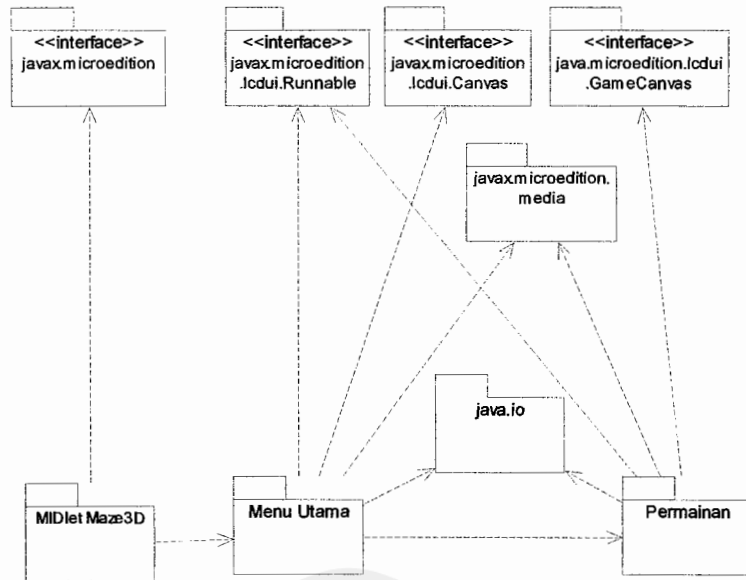 <<interface>>
javax.microedition
<<interface>>
javax.microedition
.lcdui.Runnable
<<interface>>
javax.microedition
.lcdui.Canvas
<<interface>>
java.microedition.lcdui
.GameCanvas
javax.microedition.
media
java.io
MIDlet Maze3D
Menu Utama
Permainan